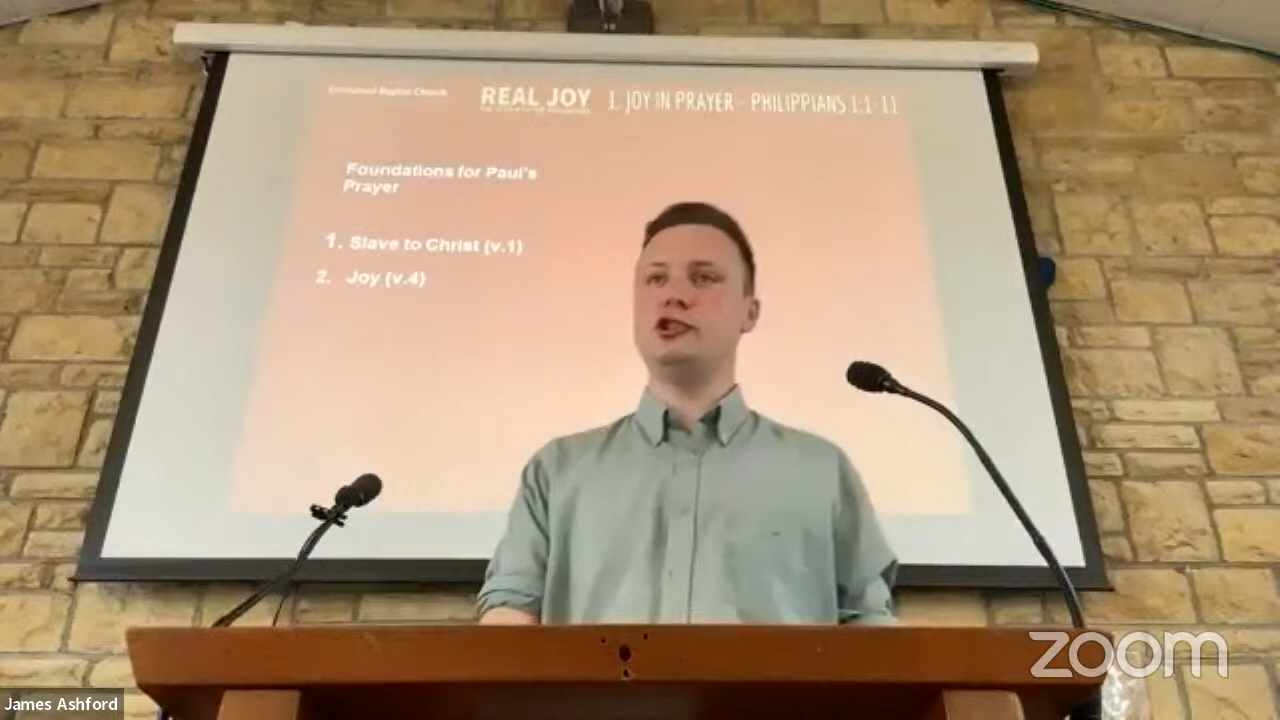 Emmanuel Baptist Church
REAL JOY
1. JOY IN PRAYER - PHILIPPIANS 1:1-11
Foundations for Paul's
Prayer
1. Slave to Christ (v.1)
2. Joy (v.4)
zoom
James Ashford